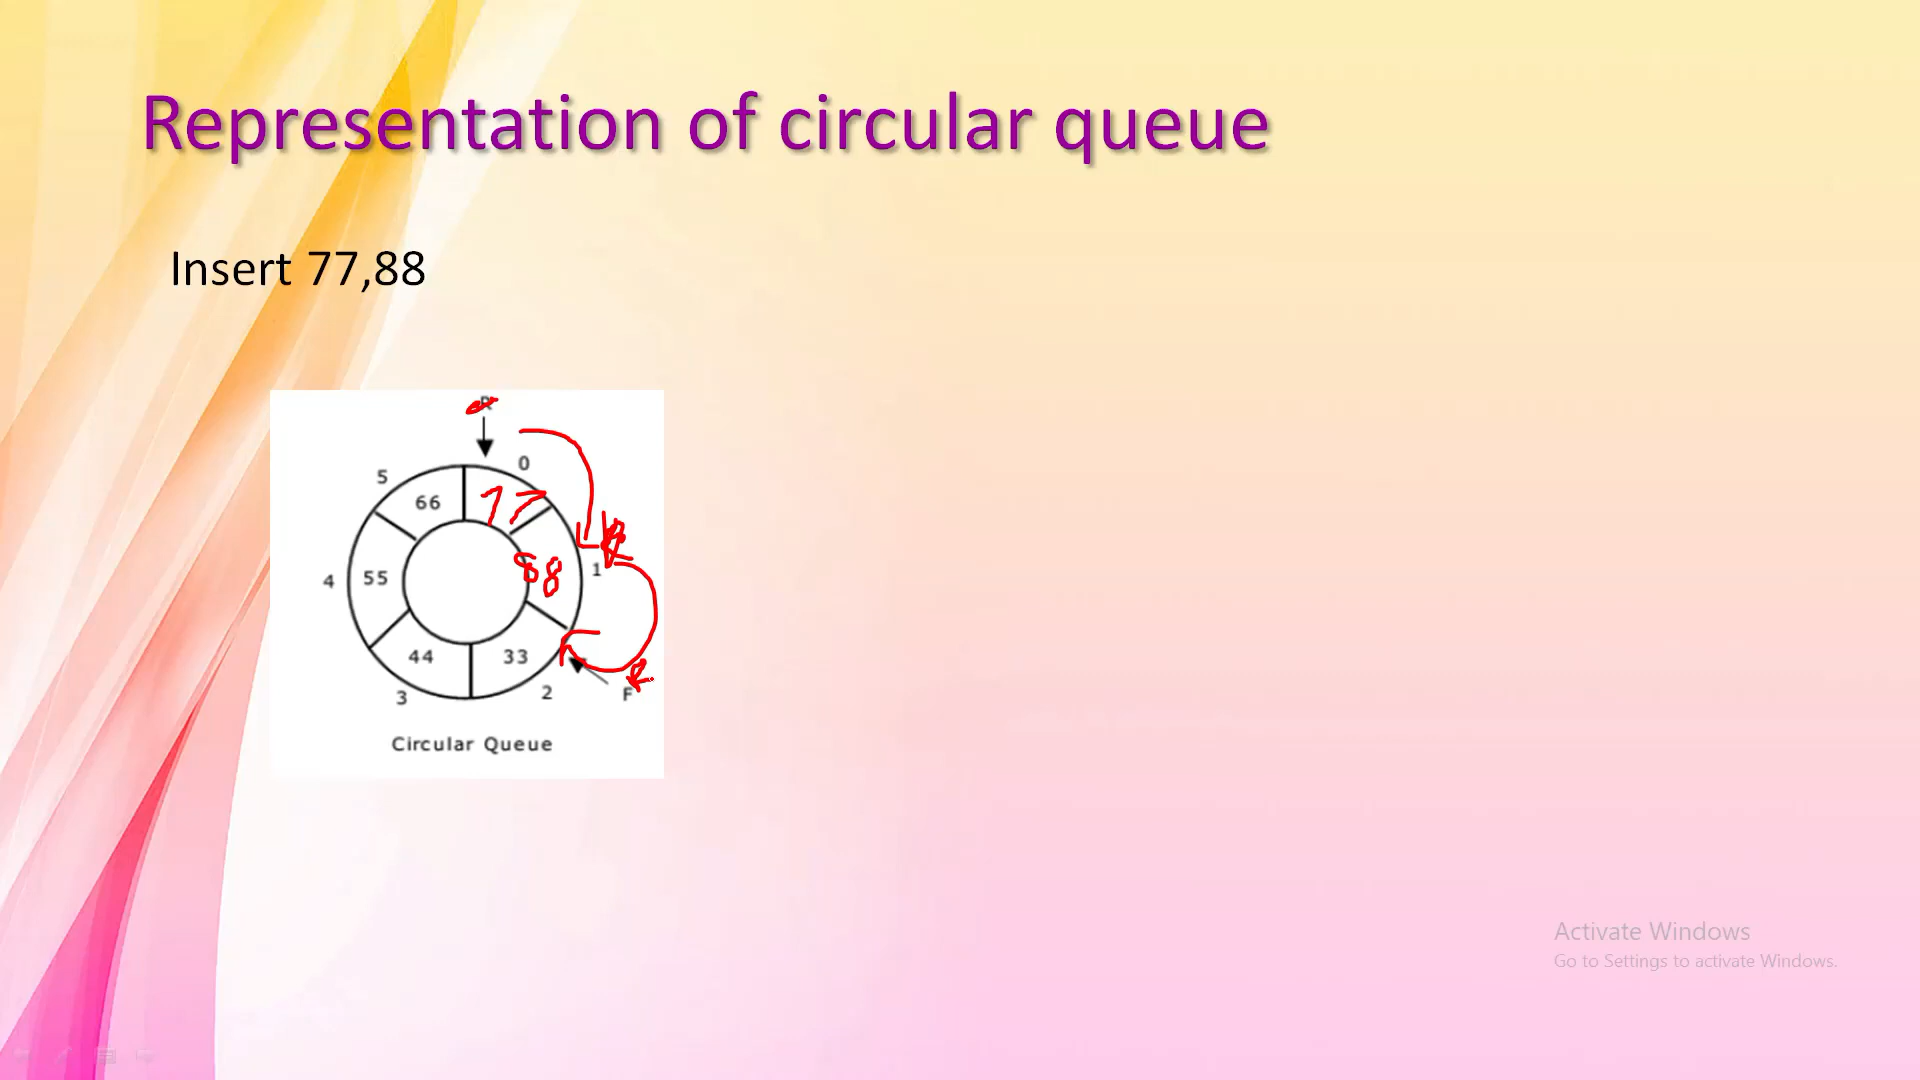 Representation of circular queue
Insert 77,88
R
0
5
66
77
R
1
88
4
55
44
33
R
3
2
F
Circular Queue
Activate Windows
Go to Settings to activate Windows.